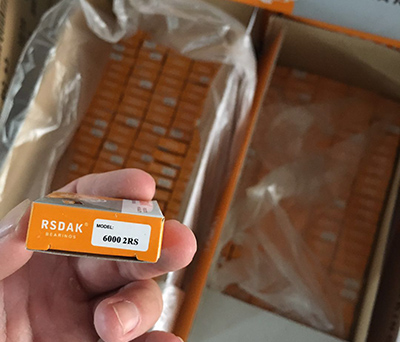 RSDAK
BEARINGS
MODEL:
6000 2RS